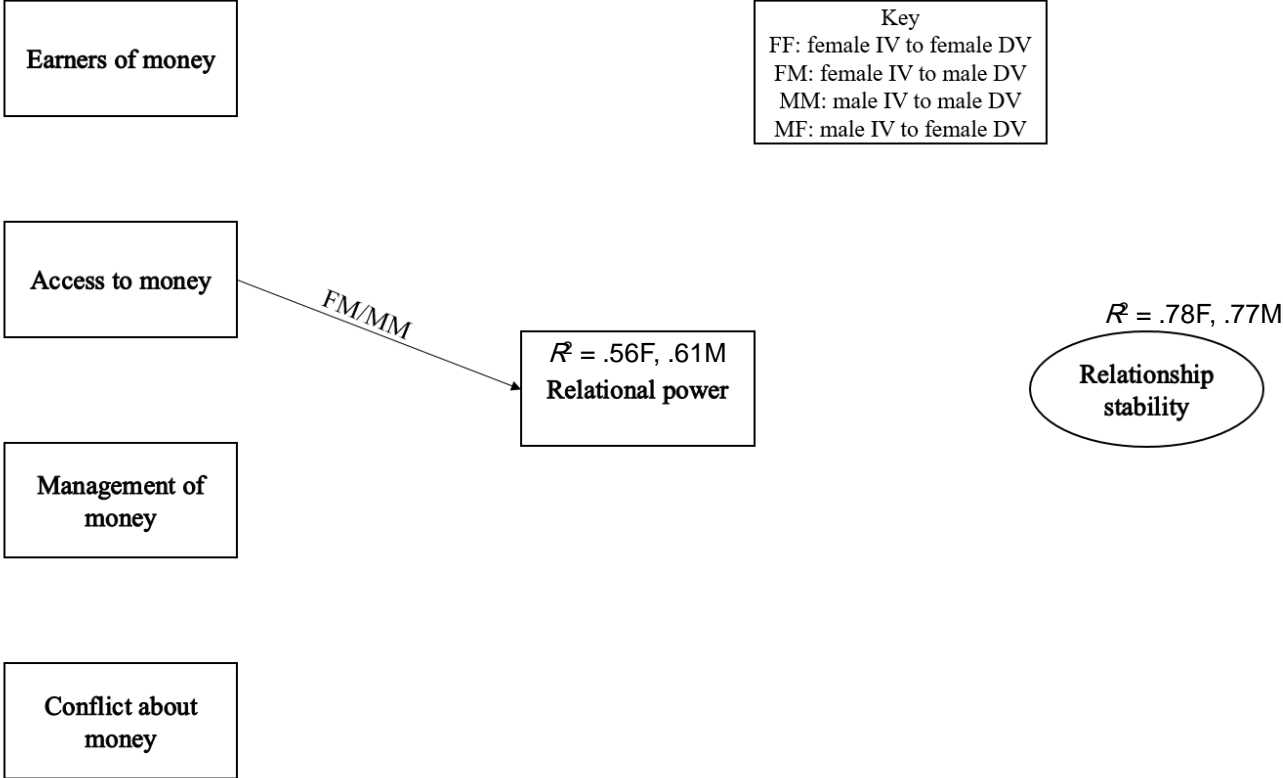 Earners of money
Key
FF: female IV to female DV
FM: female IV to male DV
MM: male IV to male DV
MF: male IV to female DV
Access to money
FM/MM
R² = .56F, .61M
Relational power
R² = .78F, .77M
Relationship
stability
Management of
money
Conflict about
money